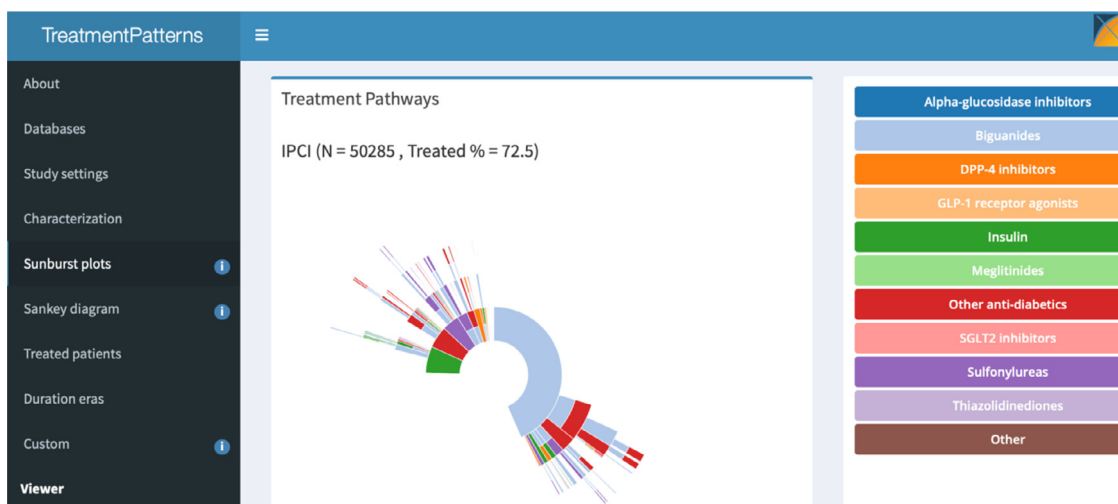 TreatmentPatterns
About
Databases
Study settings
Characterization
Sunburst plots
Sankey diagram
Treated patients
Duration eras
Custom
Viewer
Treatment Pathways
IPCI (N = 50285 , Treated % = 72.5)
Alpha-glucosidase inhibitors
Biguanides
DPP-4 inhibitors
GLP-1 receptor agonists
Insulin
Meglitinides
Other anti-diabetics
SGLT2 inhibitors
Sulfonylureas
Thiazolidinediones
Other